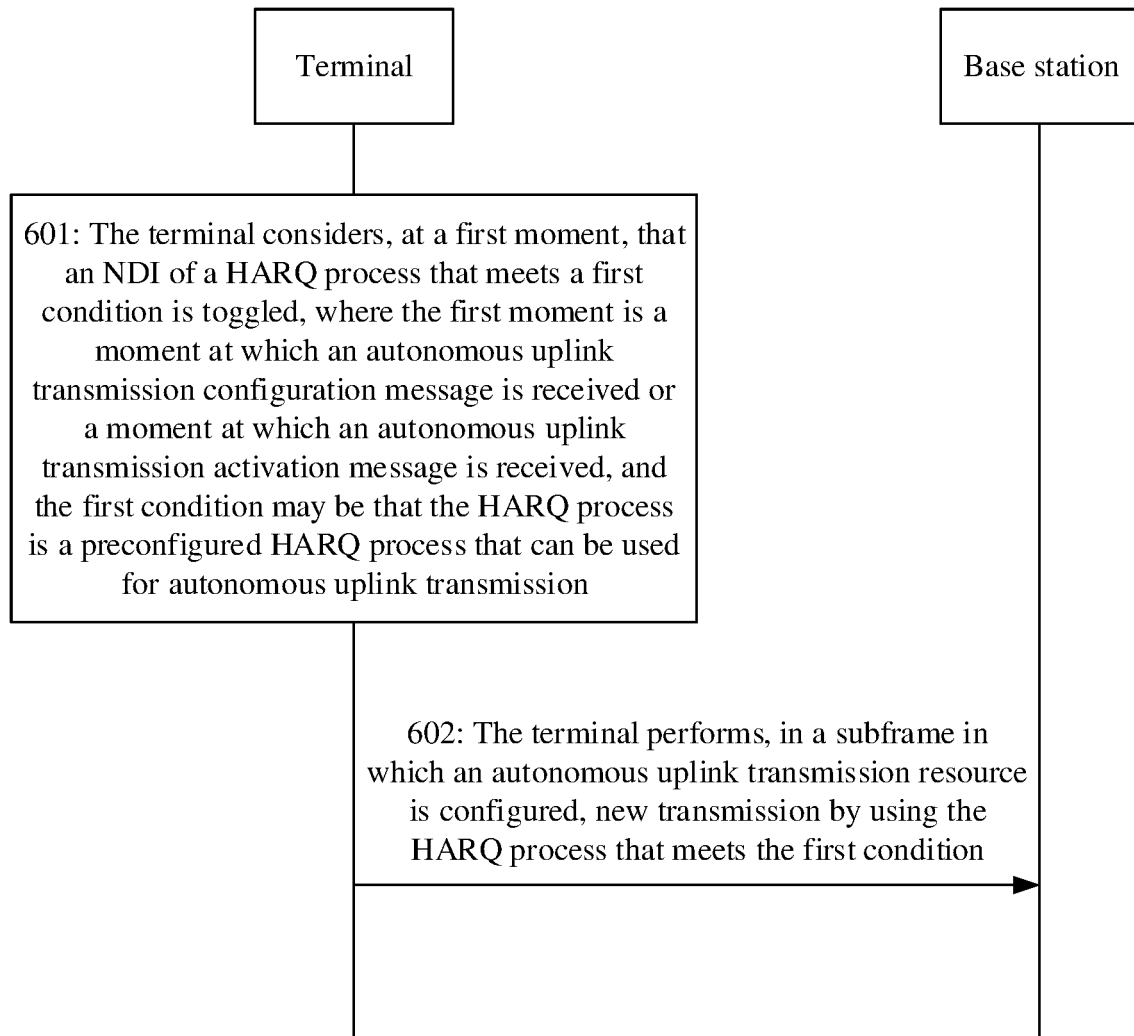 Terminal
Base station
601: The terminal considers, at a first moment, that
an NDI of a HARQ process that meets a first
condition is toggled, where the first moment is a
moment at which an autonomous uplink
transmission configuration message is received or
a moment at which an autonomous uplink
transmission activation message is received, and
the first condition may be that the HARQ process
is a preconfigured HARQ process that can be used
for autonomous uplink transmission
602: The terminal performs, in a subframe in
which an autonomous uplink transmission resource
is configured, new transmission by using the
HARQ process that meets the first condition